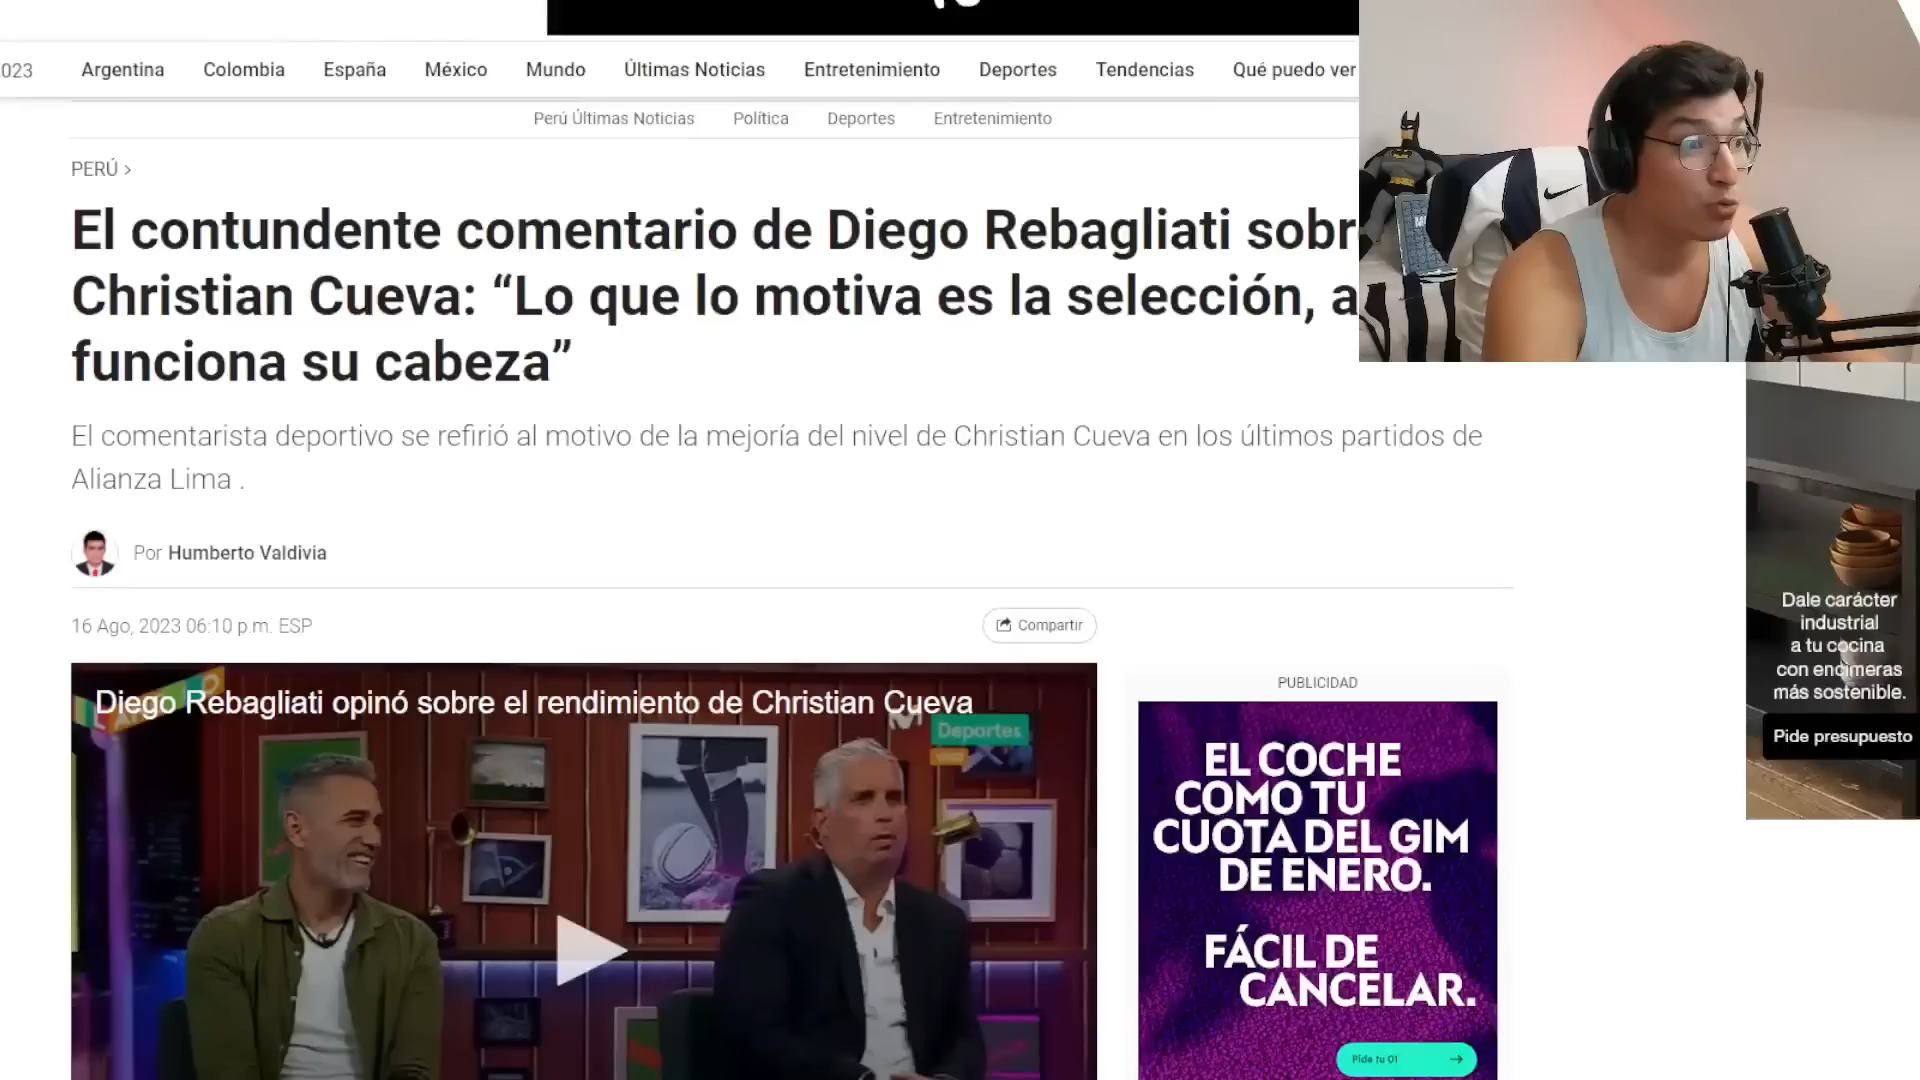 023 Argentina Colombia España México Mundo Últimas Noticias Entretenimiento Deportes Tendencias Qué puedo ver
Perú Últimas Noticias Política Deportes Entretenimiento
PERÚ >
El contundente comentario de Diego Rebagliati sobr
Christian Cueva: “Lo que lo motiva es la selección, a
funciona su cabeza”
El comentarista deportivo se refirió al motivo de la mejoría del nivel de Christian Cueva en los últimos partidos de
Alianza Lima .
Por Humberto Valdivia
16 Ago, 2023 06:10 p.m. ESP
Compartir
Diego Rebagliati opinó sobre el rendimiento de Christian Cueva
Deportes
PUBLICIDAD
EL COCHE
COMO TU
CUOTA DEL GIM
DE ENERO.
FÁCIL DE
CANCELAR.
Pide tu 01
Dale carácter
industrial
a tu cocina
con encimeras
más sostenible.
Pide presupuesto